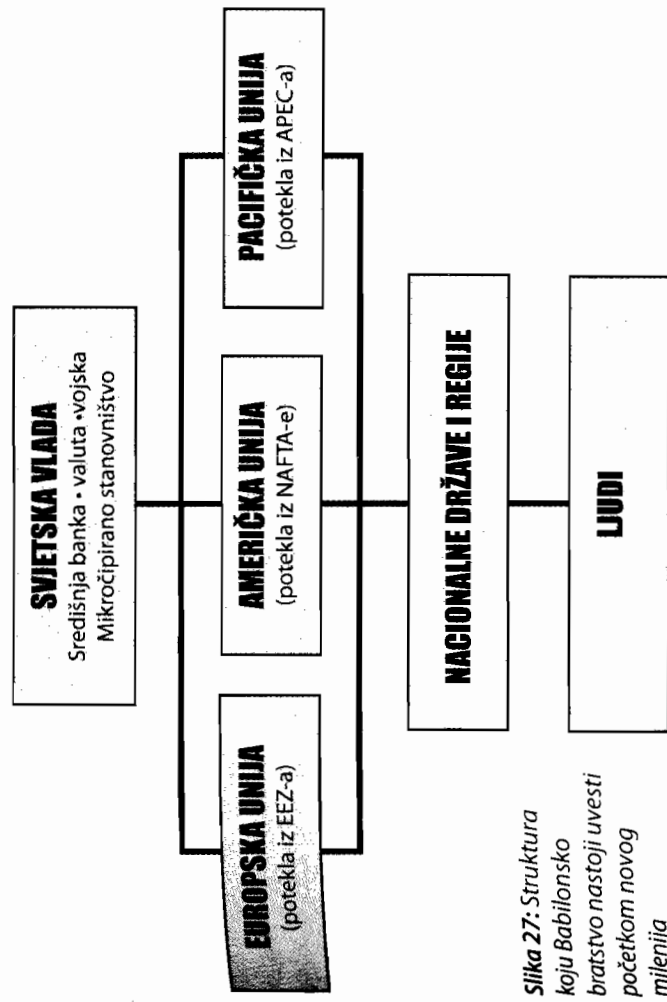 SVJETSKA VLADA
Središnja banka • valuta •vojska
Mikročipirano stanovništvo
EUROPSKA UNIJA
(potekla iz EEZ-a)
AMERIČKA UNIJA
(potekla iz NAFTA-e)
PACIFIČKA UNIJA
(potekla iz APEC-a)
NACIONALNE DRŽAVE I REGIJE
LJUDI
Slika 27: Struktura
koju Babilonsko
bratstvo nastoji uvesti
početkom novog
milenija